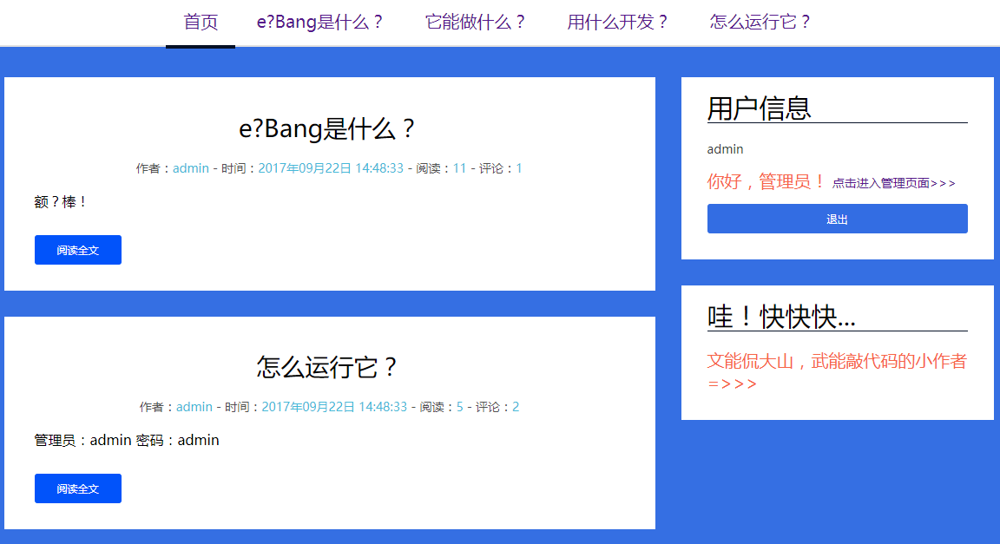 首页 e?Bang是什么？ 它能做什么？ 用什么开发？ 怎么运行它？
e?Bang是什么？
作者：admin - 时间：2017年09月22日 14:48:33 - 阅读：11 - 评论：1
额？棒！
阅读全文
怎么运行它？
作者：admin - 时间：2017年09月22日 14:48:33 - 阅读：5 - 评论：2
管理员：admin 密码：admin
阅读全文
用户信息
admin
你好，管理员！ 点击进入管理页面>>>
退出
哇！快快快...
文能侃大山，武能敲代码的小作者
=>>>